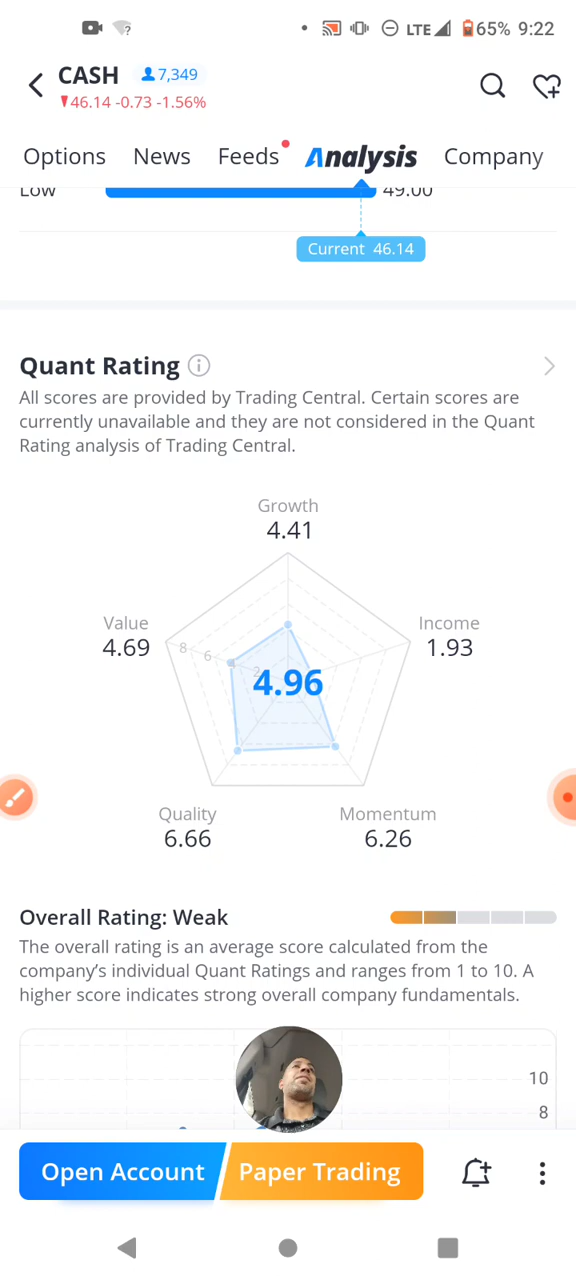 LTE 65% 9:22
CASH 7,349
46.14 -0.73 -1.56%
Options News Feeds Analysis Company
Low 49.00
Current 46.14
Quant Rating
All scores are provided by Trading Central. Certain scores are
currently unavailable and they are not considered in the Quant
Rating analysis of Trading Central.
Growth
4.41
Value Income
4.69 1.93
8 6 2
4.96
Quality Momentum
6.66 6.26
Overall Rating: Weak
The overall rating is an average score calculated from the
company's individual Quant Ratings and ranges from 1 to 10. A
higher score indicates strong overall company fundamentals.
10
8
Open Account Paper Trading